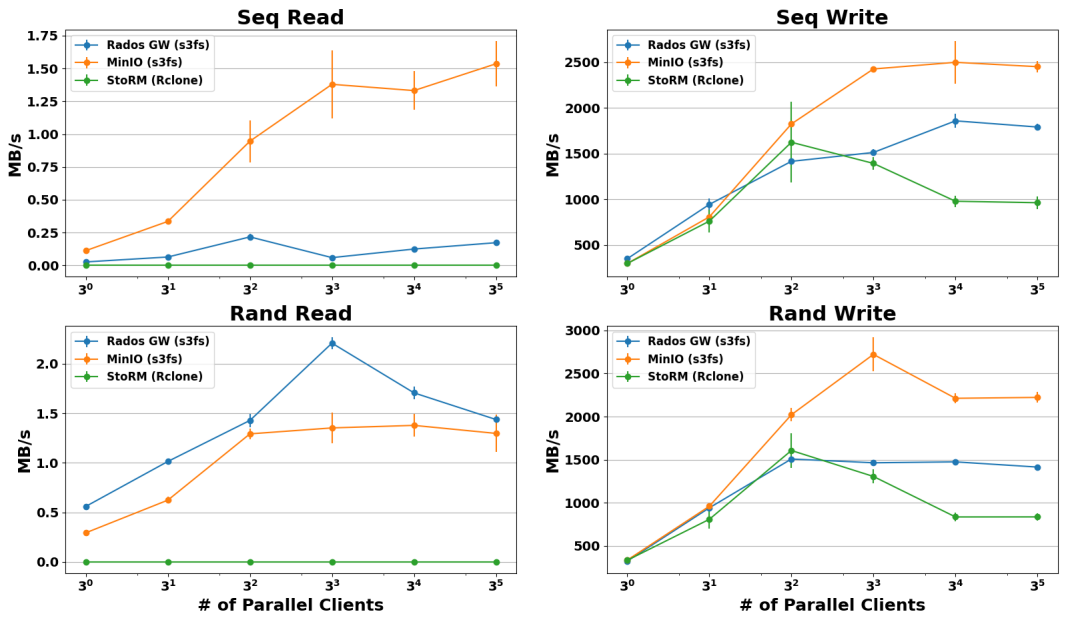 Seq Read
MB/s
1.75
1.50
1.25
1.00
0.75
0.50
0.25
0.00
Rados GW (s3fs)
MinIO (s3fs)
StoRM (Rclone)
3⁰ 3¹ 3² 3³ 3⁴ 3⁵
Seq Write
MB/s
2500
2000
1500
1000
500
Rados GW (s3fs)
MinIO (s3fs)
StoRM (Rclone)
3⁰ 3¹ 3² 3³ 3⁴ 3⁵
Rand Read
MB/s
2.0
1.5
1.0
0.5
0.0
Rados GW (s3fs)
MinIO (s3fs)
StoRM (Rclone)
3⁰ 3¹ 3² 3³ 3⁴ 3⁵
# of Parallel Clients
Rand Write
MB/s
3000
2500
2000
1500
1000
500
Rados GW (s3fs)
MinIO (s3fs)
StoRM (Rclone)
3⁰ 3¹ 3² 3³ 3⁴ 3⁵
# of Parallel Clients